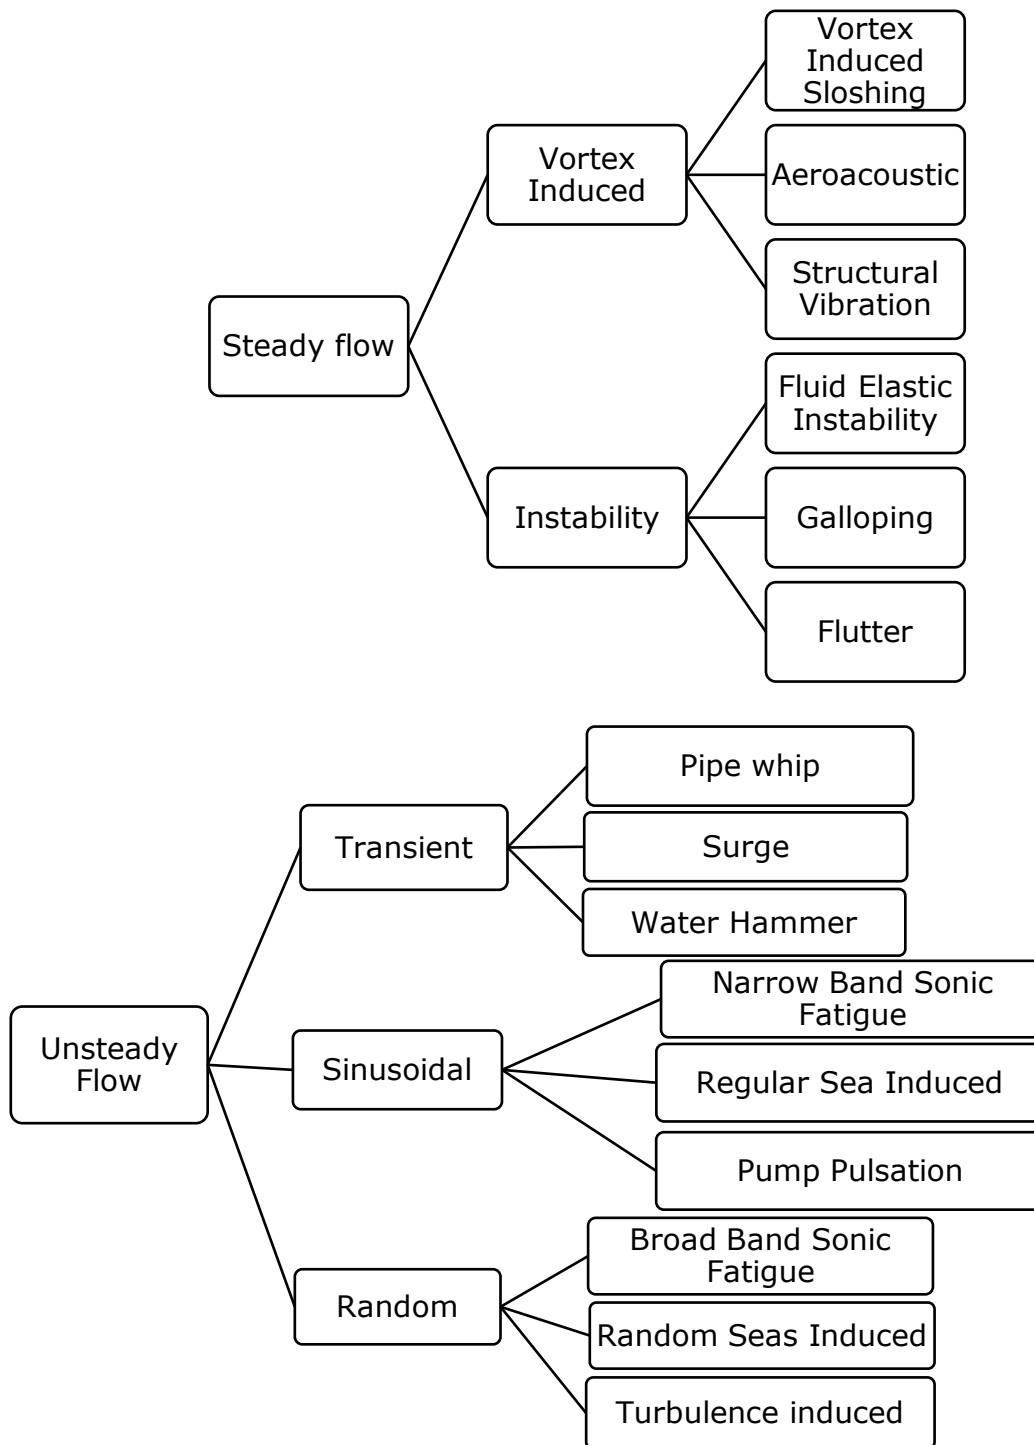 Vortex
Induced
Sloshing
Vortex
Induced
Aeroacoustic
Structural
Vibration
Steady flow
Fluid Elastic
Instability
Instability
Galloping
Flutter
Pipe whip
Transient
Surge
Water Hammer
Narrow Band Sonic
Fatigue
Unsteady
Flow
Sinusoidal
Regular Sea Induced
Pump Pulsation
Broad Band Sonic
Fatigue
Random
Random Seas Induced
Turbulence induced